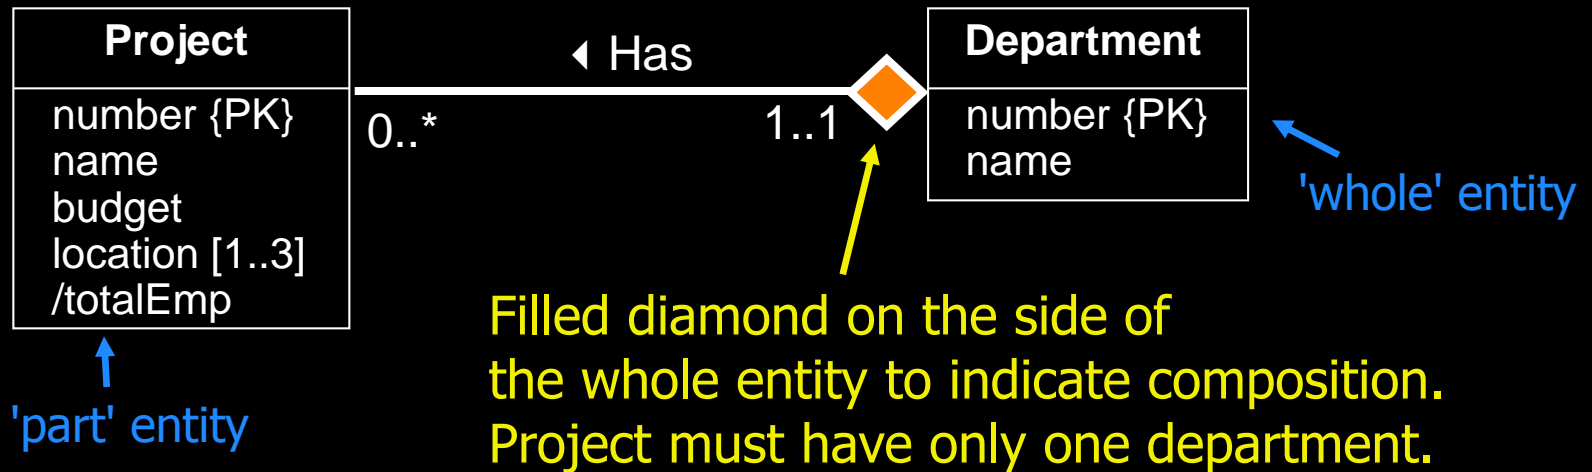 Project
number {PK}
name
budget
location [1..3]
/totalEmp
Has
0..*
1..1
Department
number {PK}
name
'whole' entity
'part' entity
Filled diamond on the side of
the whole entity to indicate composition.
Project must have only one department.